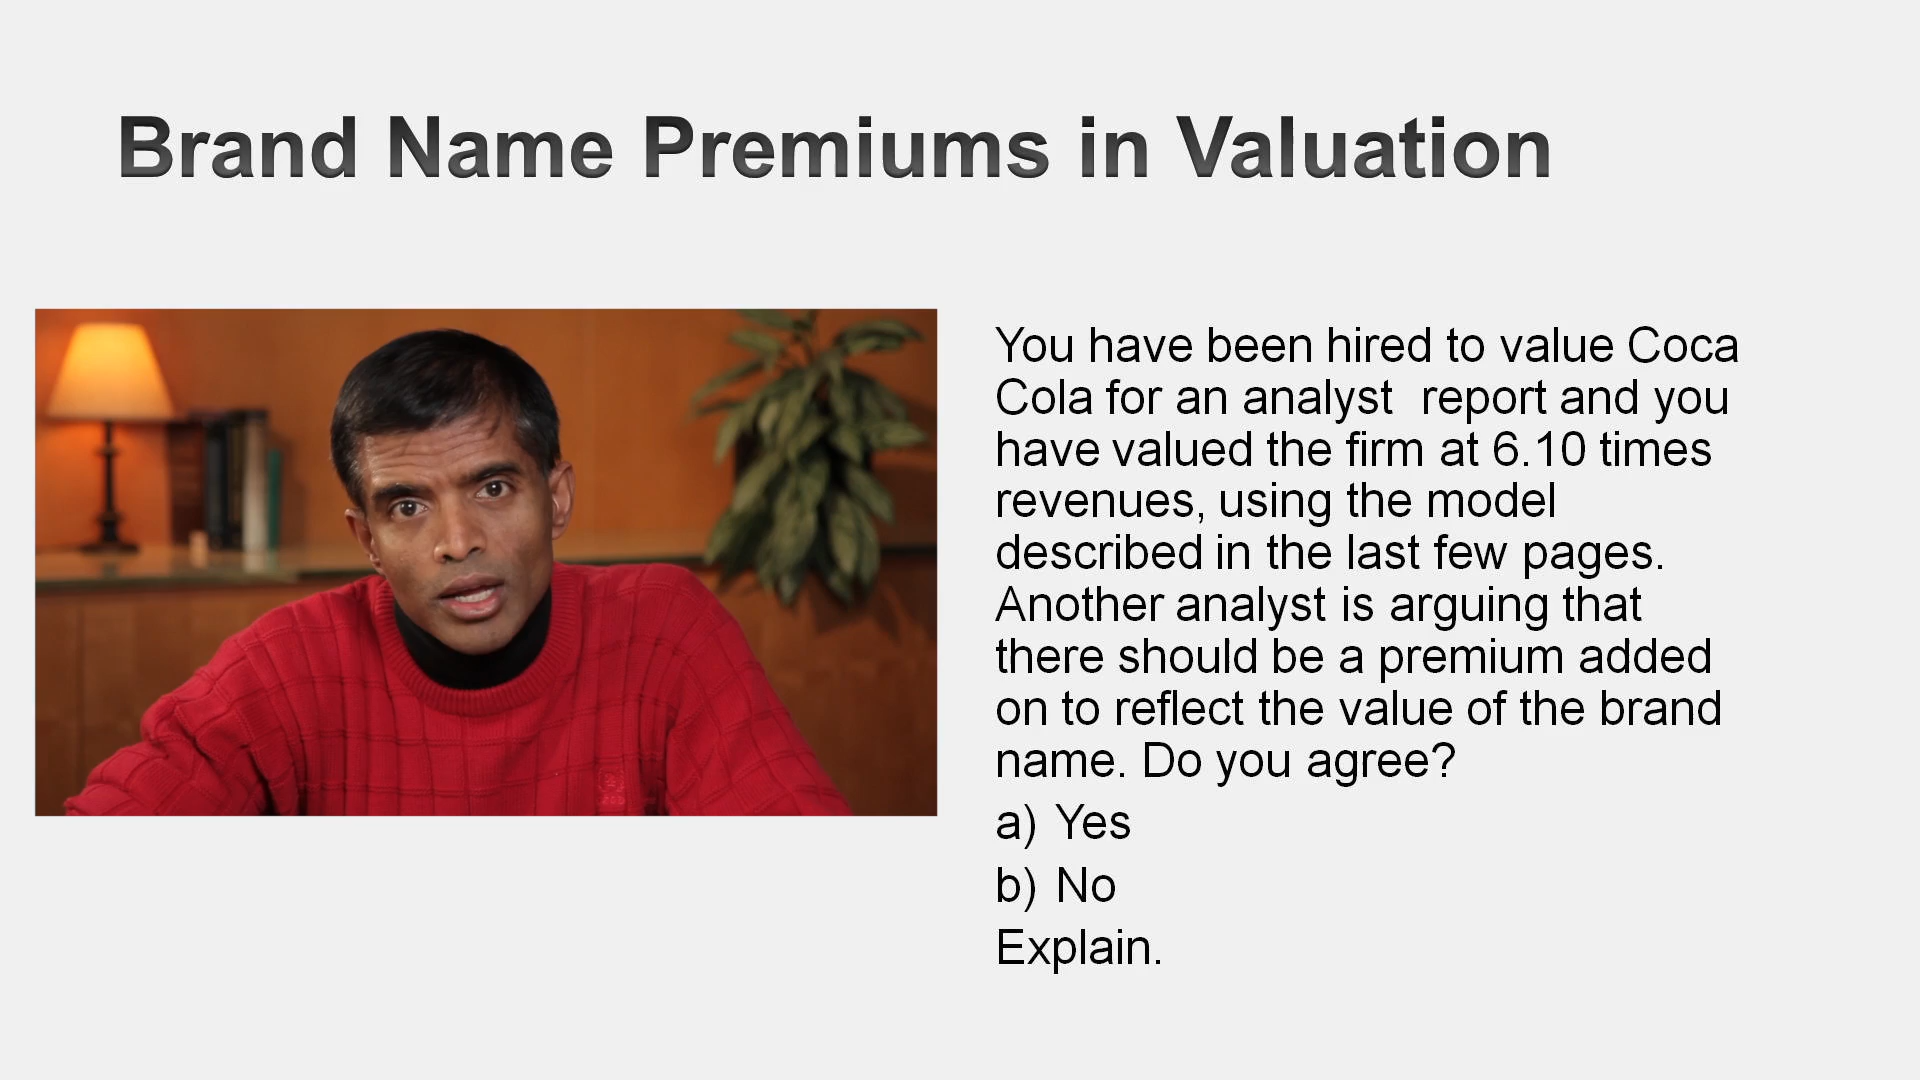 Brand Name Premiums in Valuation
You have been hired to value Coca
Cola for an analyst  report and you
have valued the firm at 6.10 times
revenues, using the model
described in the last few pages.
Another analyst is arguing that
there should be a premium added
on to reflect the value of the brand
name. Do you agree?
a) Yes
b) No
Explain.